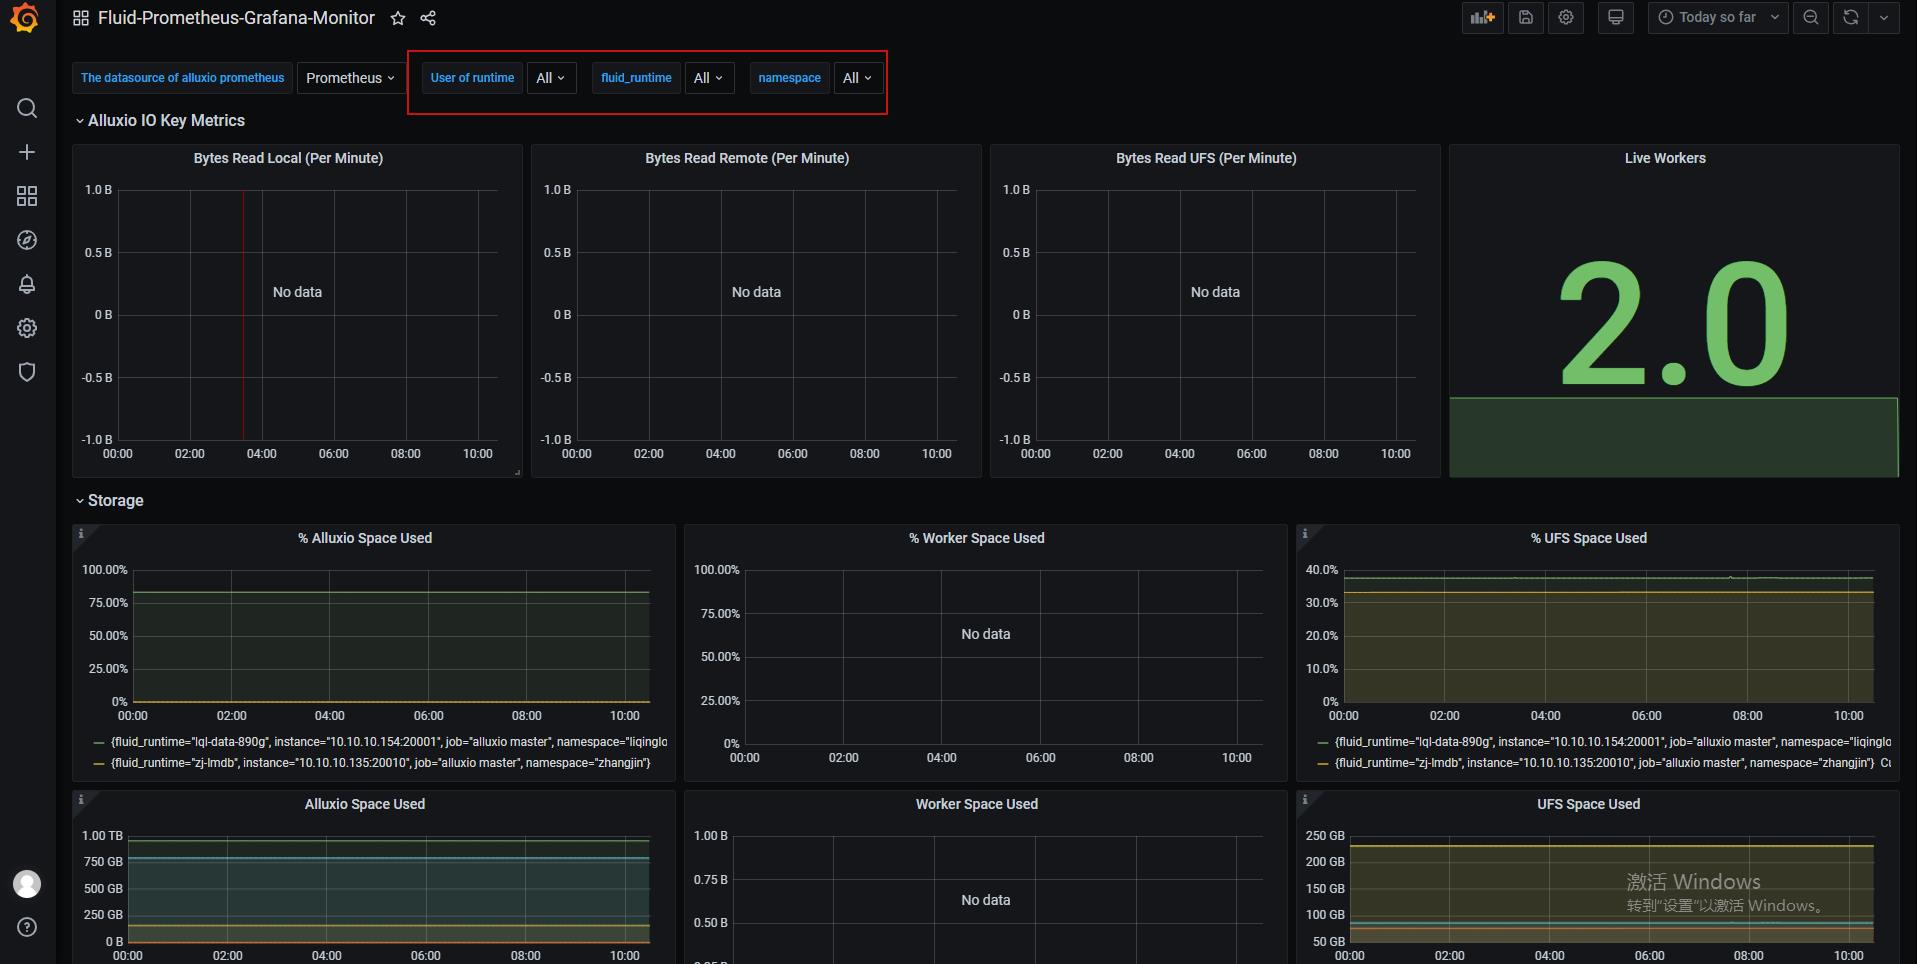 Fluid-Prometheus-Grafana-Monitor
Today so far
The datasource of alluxio prometheus Prometheus User of runtime All fluid_runtime All namespace All
Alluxio IO Key Metrics
Bytes Read Local (Per Minute)
1.0 B
0.5 B
0 B
-0.5 B
-1.0 B
No data
00:00 02:00 04:00 06:00 08:00 10:00
Bytes Read Remote (Per Minute)
1.0 B
0.5 B
0 B
-0.5 B
-1.0 B
No data
00:00 02:00 04:00 06:00 08:00 10:00
Bytes Read UFS (Per Minute)
1.0 B
0.5 B
0 B
-0.5 B
-1.0 B
No data
00:00 02:00 04:00 06:00 08:00 10:00
Live Workers
2.0
Storage
% Alluxio Space Used
100.00%
75.00%
50.00%
25.00%
0%
00:00 02:00 04:00 06:00 08:00 10:00
{fluid_runtime="lql-data-890g", instance="10.10.10.154:20001", job="alluxio master", namespace="liqinglo
{fluid_runtime="zj-lmdb", instance="10.10.10.135:20010", job="alluxio master", namespace="zhangjin"}
% Worker Space Used
100.00%
75.00%
50.00%
25.00%
0%
No data
00:00 02:00 04:00 06:00 08:00 10:00
% UFS Space Used
40.0%
30.0%
20.0%
10.0%
0%
00:00 02:00 04:00 06:00 08:00 10:00
{fluid_runtime="lql-data-890g", instance="10.10.10.154:20001", job="alluxio master", namespace="liqinglo
{fluid_runtime="zj-lmdb", instance="10.10.10.135:20010", job="alluxio master", namespace="zhangjin"} Cu
Alluxio Space Used
1.00 TB
750 GB
500 GB
250 GB
0 B
00:00 02:00 04:00 06:00 08:00 10:00
Worker Space Used
1.00 B
0.75 B
0.50 B
No data
UFS Space Used
250 GB
200 GB
150 GB
100 GB
50 GB
00:00 02:00 04:00 06:00 08:00 10:00
激活 Windows
转到"设置"以激活 Windows。